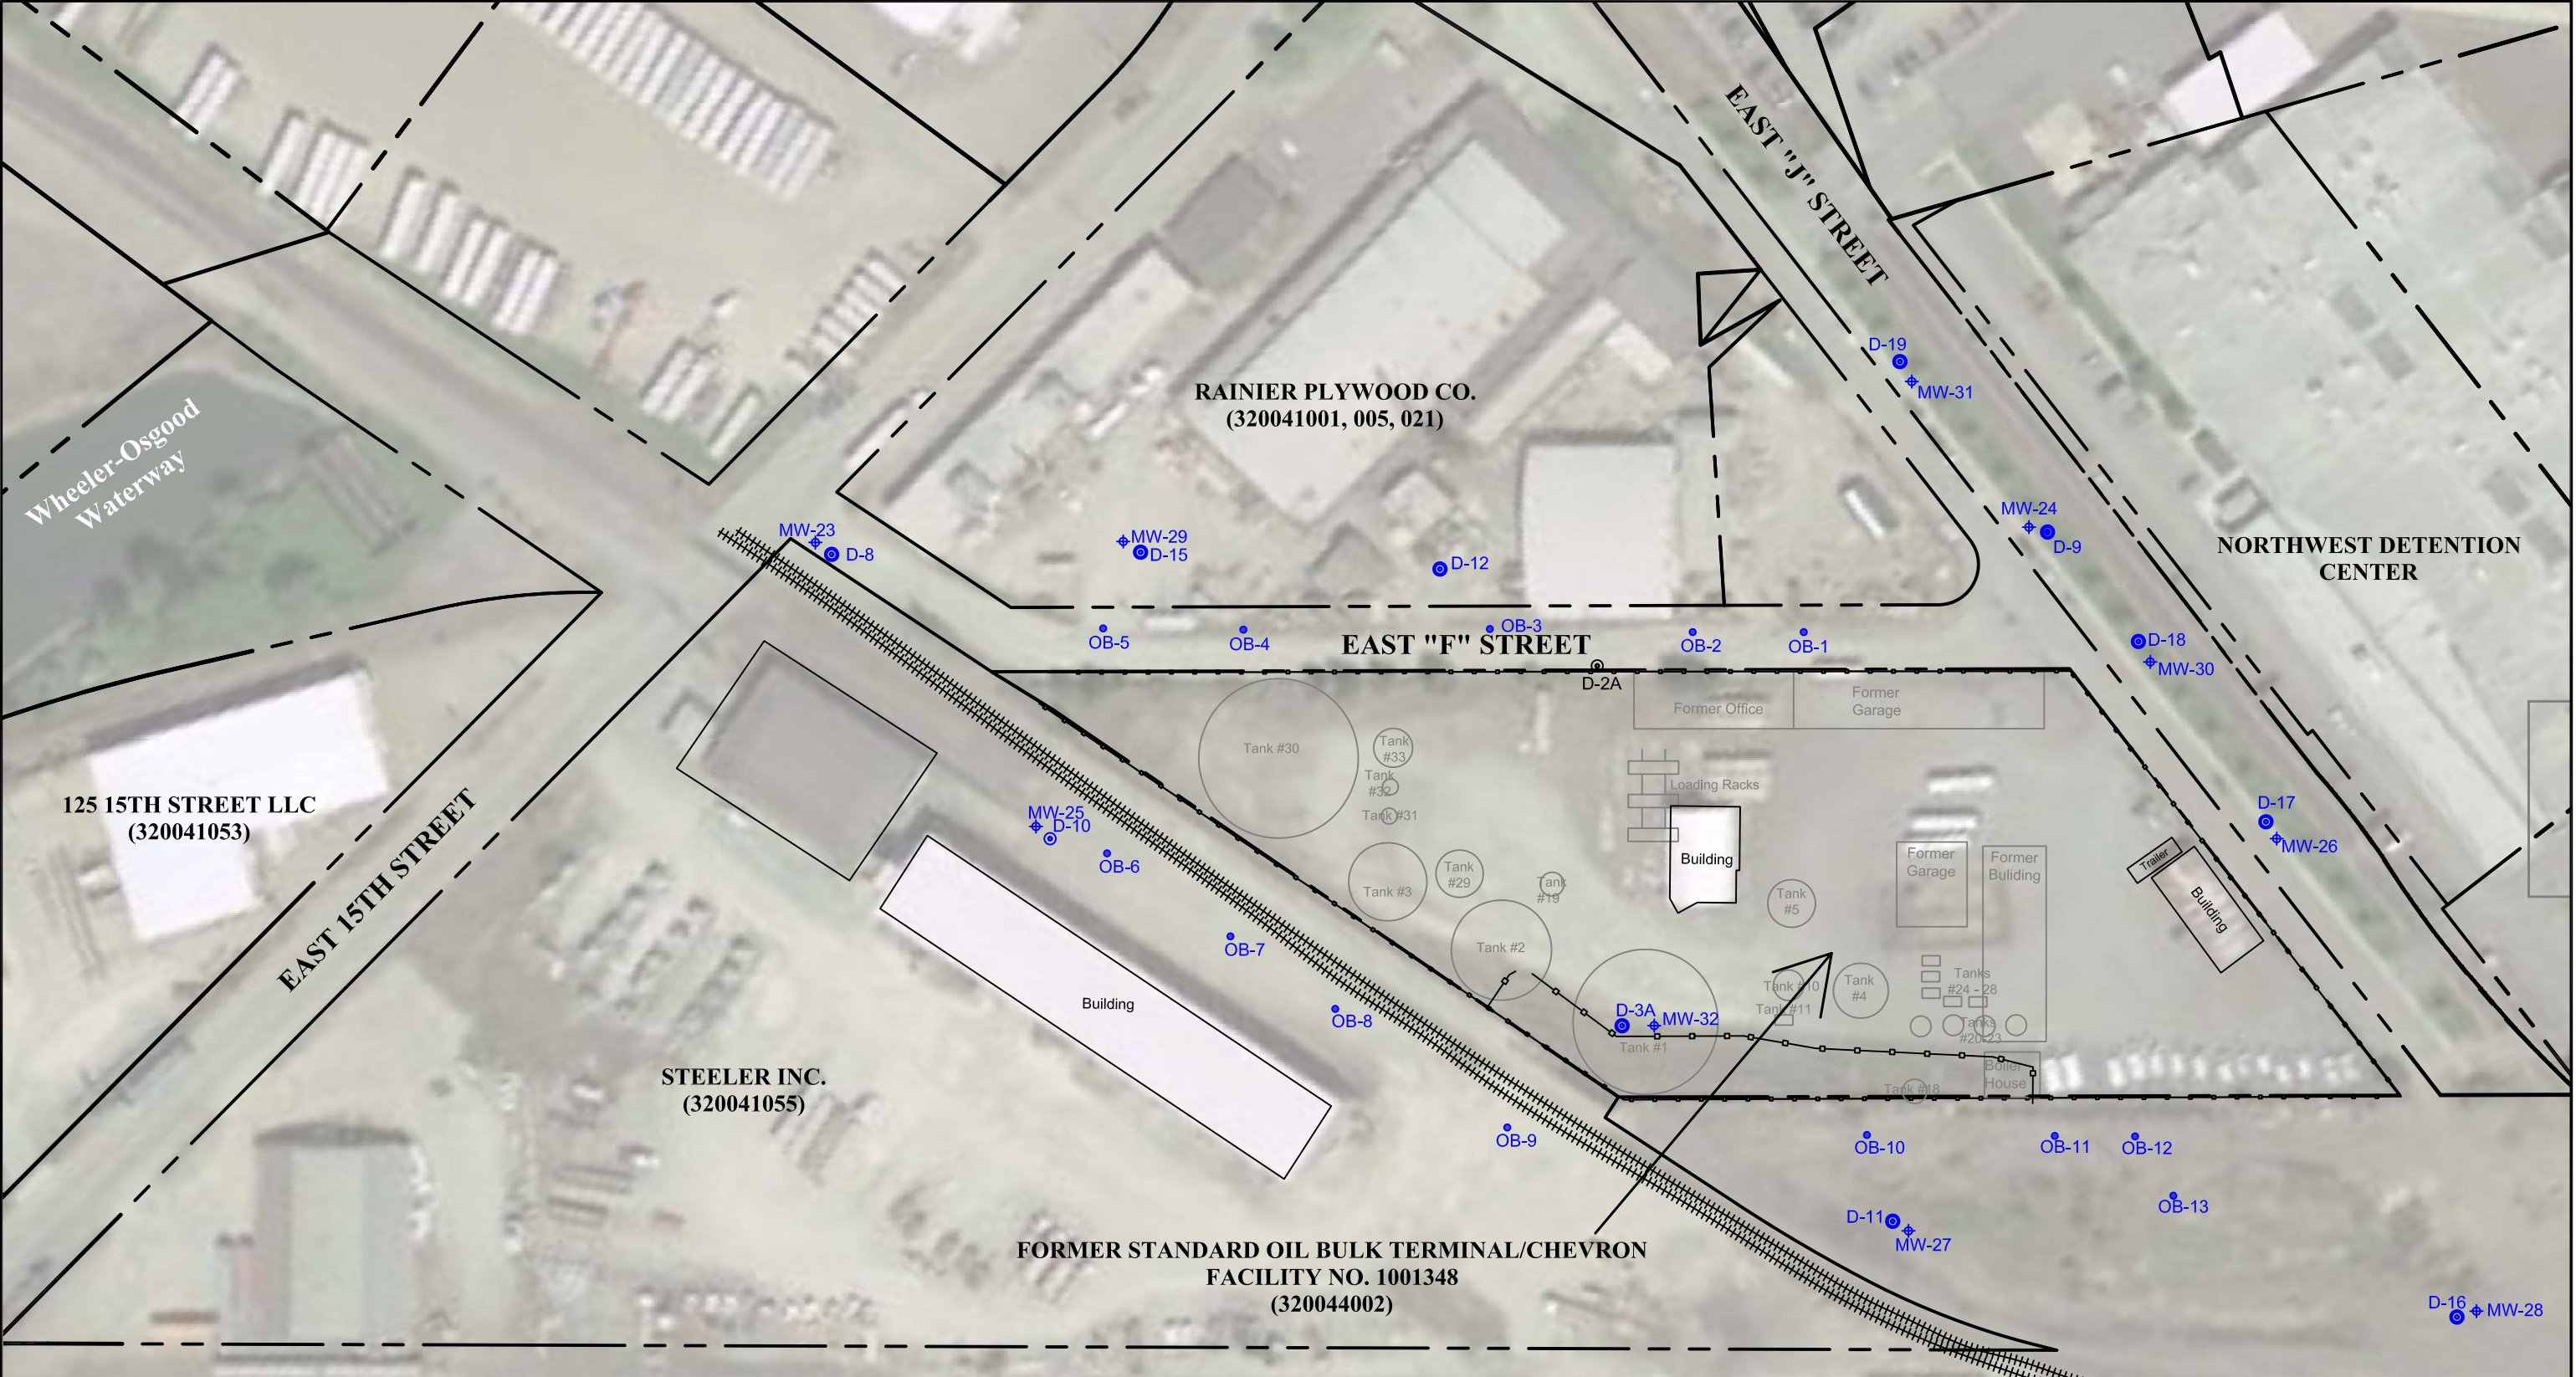 EAST "J" STREET
D-19
MW-31
RAINIER PLYWOOD CO.
(320041001, 005, 021)
Wheeler-Osgood
Waterway
MW-24
D-9
NORTHWEST DETENTION
CENTER
MW-23
D-8
MW-29
D-15
D-12
OB-5
OB-4
OB-3
OB-2
OB-1
EAST "F" STREET
D-18
MW-30
D-2A
Former Office
Former
Garage
Tank #30
Tank
#33
Tank
#32
Tank #31
Loading Racks
125 15TH STREET LLC
(320041053)
EAST 15TH STREET
MW-25
D-10
OB-6
D-17
MW-26
Building
Tank #3
Tank
#29
Tank
#19
Tank
#5
Former
Garage
Former
Buliding
Trailer
Building
OB-7
Tank #2
Building
OB-8
D-3A
MW-32
Tank #1
Tank #10
Tank #11
Tank
#4
Tanks
#24 - 28
Tanks
#20-23
Boiler
House
Tank #18
STEELER INC.
(320041055)
OB-9
OB-10
OB-11
OB-12
OB-13
D-11
MW-27
FORMER STANDARD OIL BULK TERMINAL/CHEVRON
FACILITY NO. 1001348
(320044002)
D-16
MW-28